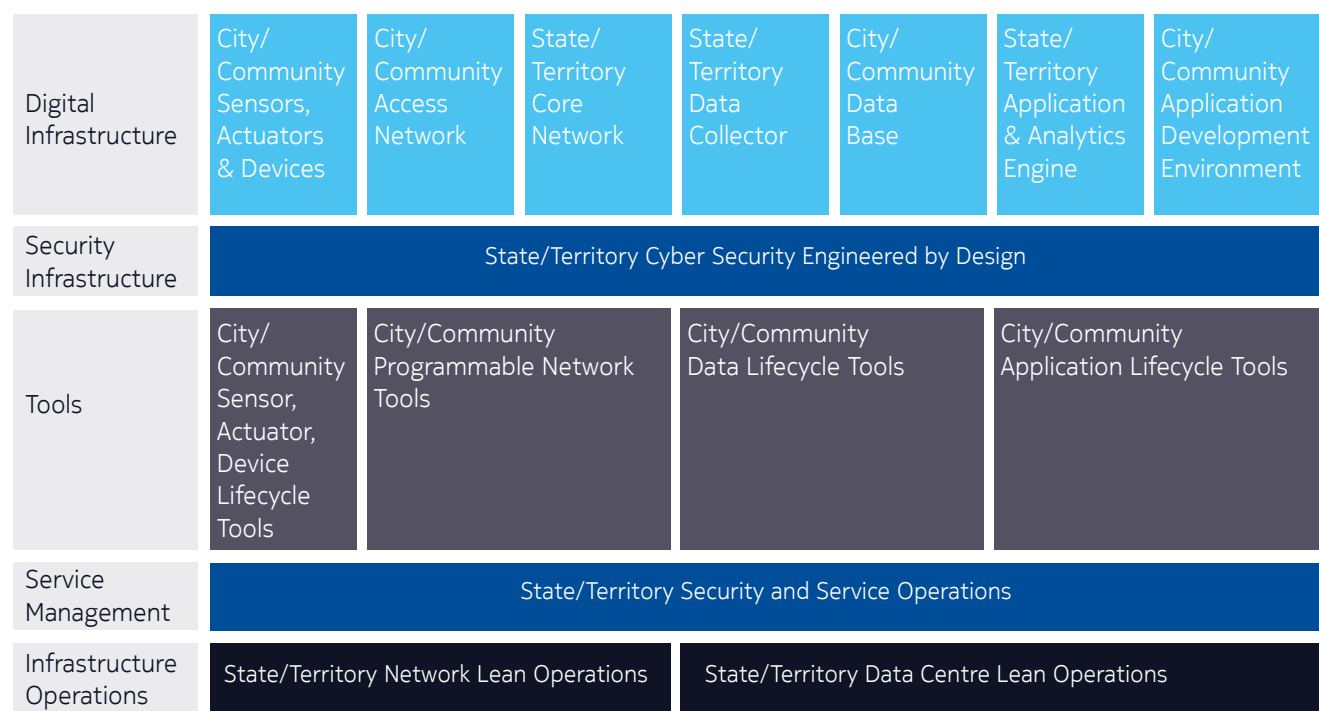 Digital
Infrastructure
City/
Community
Sensors,
Actuators
& Devices
City/
Community
Access
Network
State/
Territory
Core
Network
State/
Territory
Data
Collector
City/
Community
Data
Base
State/
Territory
Application
& Analytics
Engine
City/
Community
Application
Development
Environment
Security
Infrastructure
State/Territory Cyber Security Engineered by Design
Tools
City/
Community
Sensor,
Actuator,
Device
Lifecycle
Tools
City/Community
Programmable Network
Tools
City/Community
Data Lifecycle Tools
City/Community
Application Lifecycle Tools
Service
Management
State/Territory Security and Service Operations
Infrastructure
Operations
State/Territory Network Lean Operations
State/Territory Data Centre Lean Operations